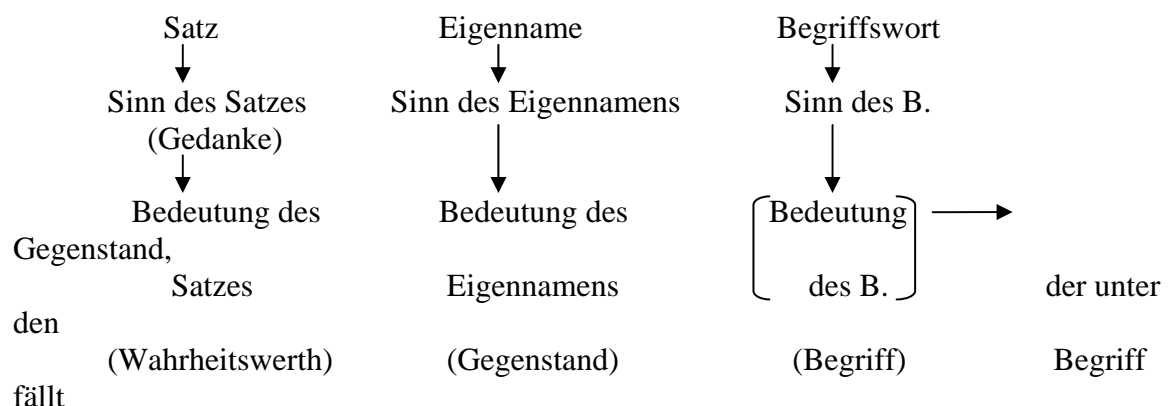 Satz Eigenname Begriffswort
Sinn des Satzes Sinn des Eigennamens Sinn des B.
(Gedanke)
Bedeutung des Bedeutung des Bedeutung
Gegenstand,
Satzes Eigennamens des B. der unter
den
(Wahrheitswerth) (Gegenstand) (Begriff) Begriff
fällt